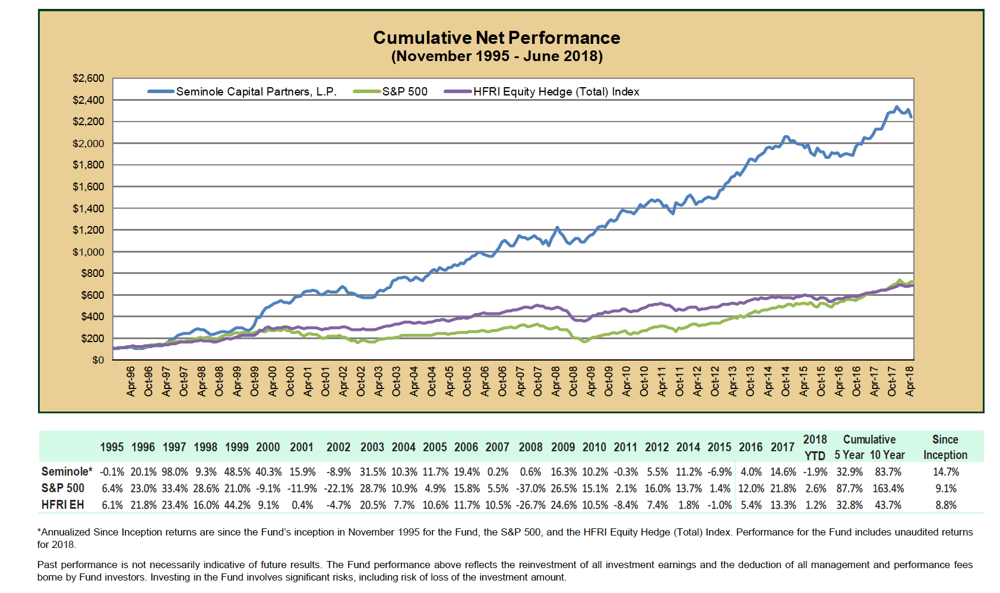 Cumulative Net Performance
(November 1995 - June 2018)
$2,600
Seminole Capital Partners, L.P. S&P 500 HFRI Equity Hedge (Total) Index
$2,400
$2,200
$2,000
$1,800
$1,600
$1,400
$1,200
$1,000
$800
$600
$400
$200
$0
Apr-96 Oct-96 Apr-97 Oct-97 Apr-98 Oct-98 Apr-99 Oct-99 Apr-00 Oct-00 Apr-01 Oct-01 Apr-02 Oct-02 Apr-03 Oct-03 Apr-04 Oct-04 Apr-05 Oct-05 Apr-06 Oct-06 Apr-07 Oct-07 Apr-08 Oct-08 Apr-09 Oct-09 Apr-10 Oct-10 Apr-11 Oct-11 Apr-12 Oct-12 Apr-13 Oct-13 Apr-14 Oct-14 Apr-15 Oct-15 Apr-16 Oct-16 Apr-17 Oct-17 Apr-18
1995 1996 1997 1998 1999 2000 2001 2002 2003 2004 2005 2006 2007 2008 2009 2010 2011 2012 2014 2015 2016 2017 2018 YTD Cumulative 5 Year 10 Year Since Inception
Seminole* -0.1% 20.1% 98.0% 9.3% 48.5% 40.3% 15.9% -8.9% 31.5% 10.3% 11.7% 19.4% 0.2% 0.6% 16.3% 10.2% -0.3% 5.5% 11.2% -6.9% 4.0% 14.6% -1.9% 32.9% 83.7% 14.7%
S&P 500 6.4% 23.0% 33.4% 28.6% 21.0% -9.1% -11.9% -22.1% 28.7% 10.9% 4.9% 15.8% 5.5% -37.0% 26.5% 15.1% 2.1% 16.0% 13.7% 1.4% 12.0% 21.8% 2.6% 87.7% 163.4% 9.1%
HFRI EH 6.1% 21.8% 23.4% 16.0% 44.2% 9.1% 0.4% -4.7% 20.5% 7.7% 10.6% 11.7% 10.5% -26.7% 24.6% 10.5% -8.4% 7.4% 1.8% -1.0% 5.4% 13.3% 1.2% 32.8% 43.7% 8.8%
*Annualized Since Inception returns are since the Fund's inception in November 1995 for the Fund, the S&P 500, and the HFRI Equity Hedge (Total) Index. Performance for the Fund includes unaudited returns
for 2018.
Past performance is not necessarily indicative of future results. The Fund performance above reflects the reinvestment of all investment earnings and the deduction of all management and performance fees
borne by Fund investors. Investing in the Fund involves significant risks, including risk of loss of the investment amount.